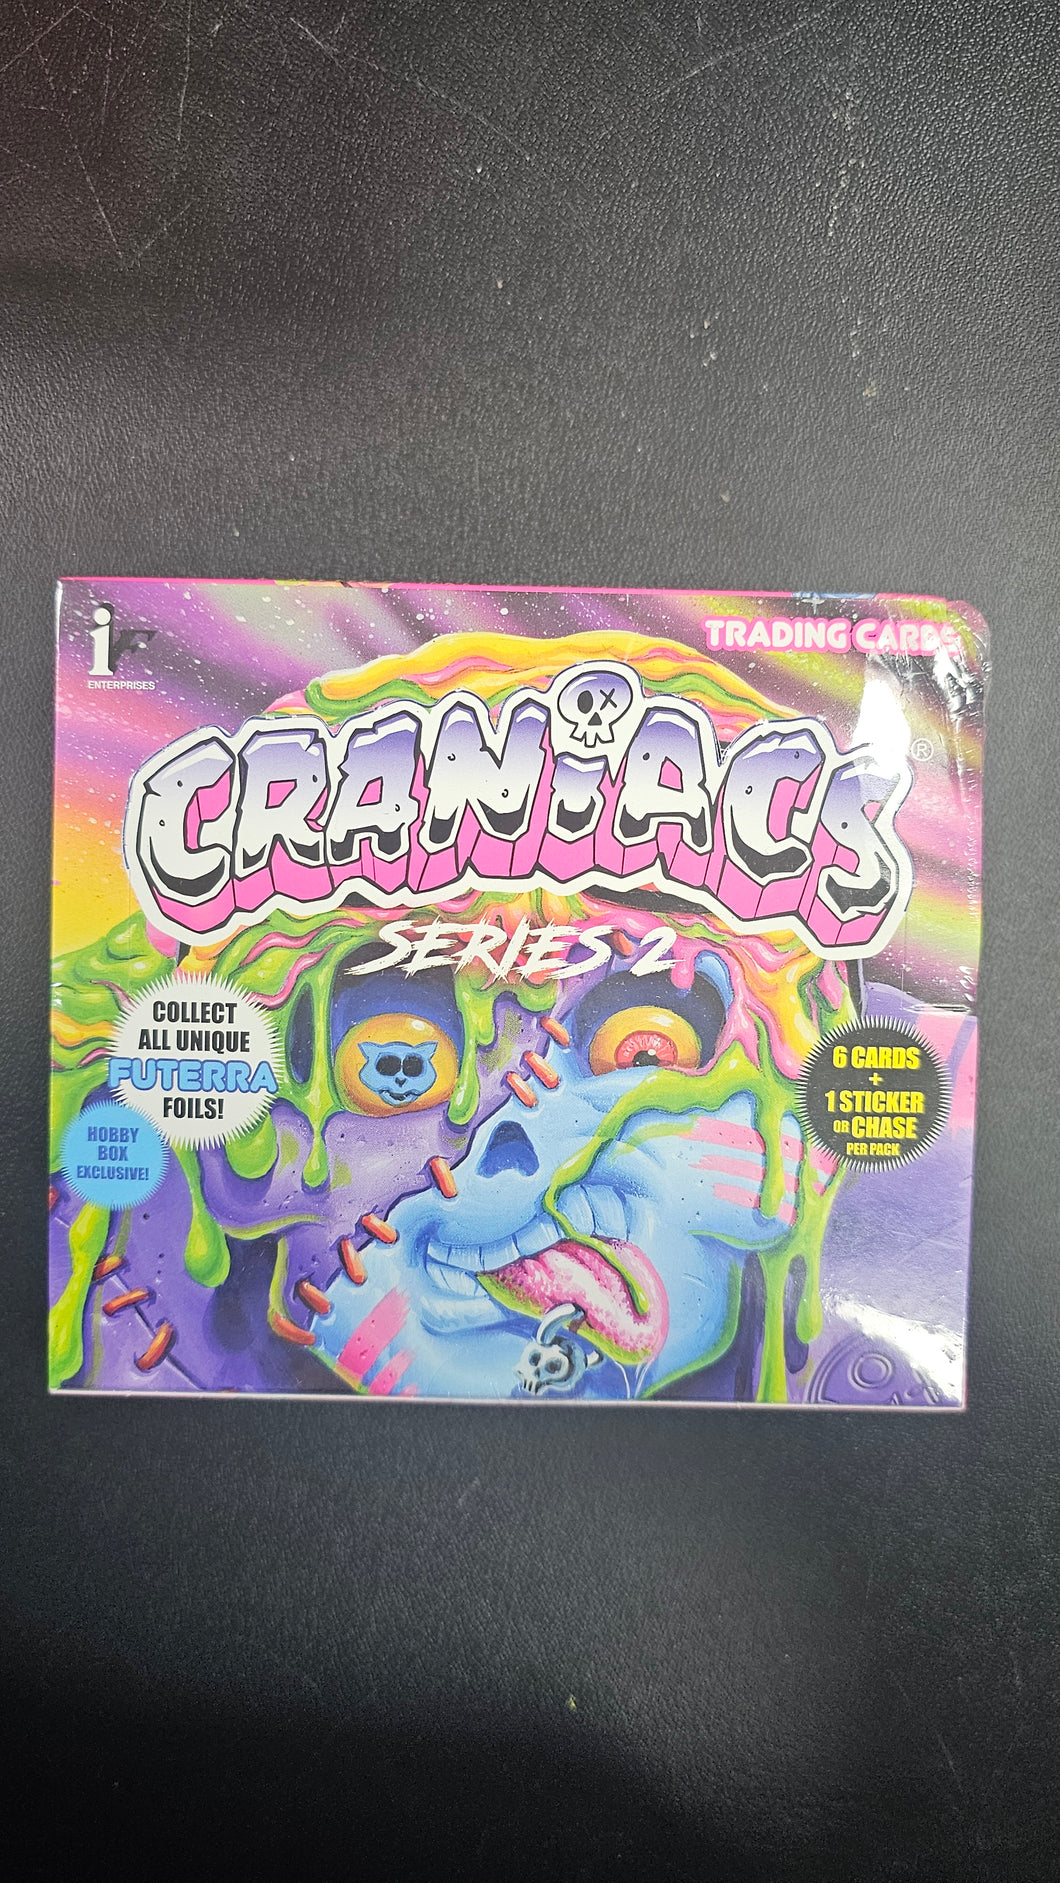 iF
ENTERPRISES
TRADING CARDS
CRANiACS
®
SERIES 2
COLLECT
ALL UNIQUE
FUTERRA
FOILS!
HOBBY
BOX
EXCLUSIVE!
6 CARDS
+
1 STICKER
OR CHASE
PER PACK